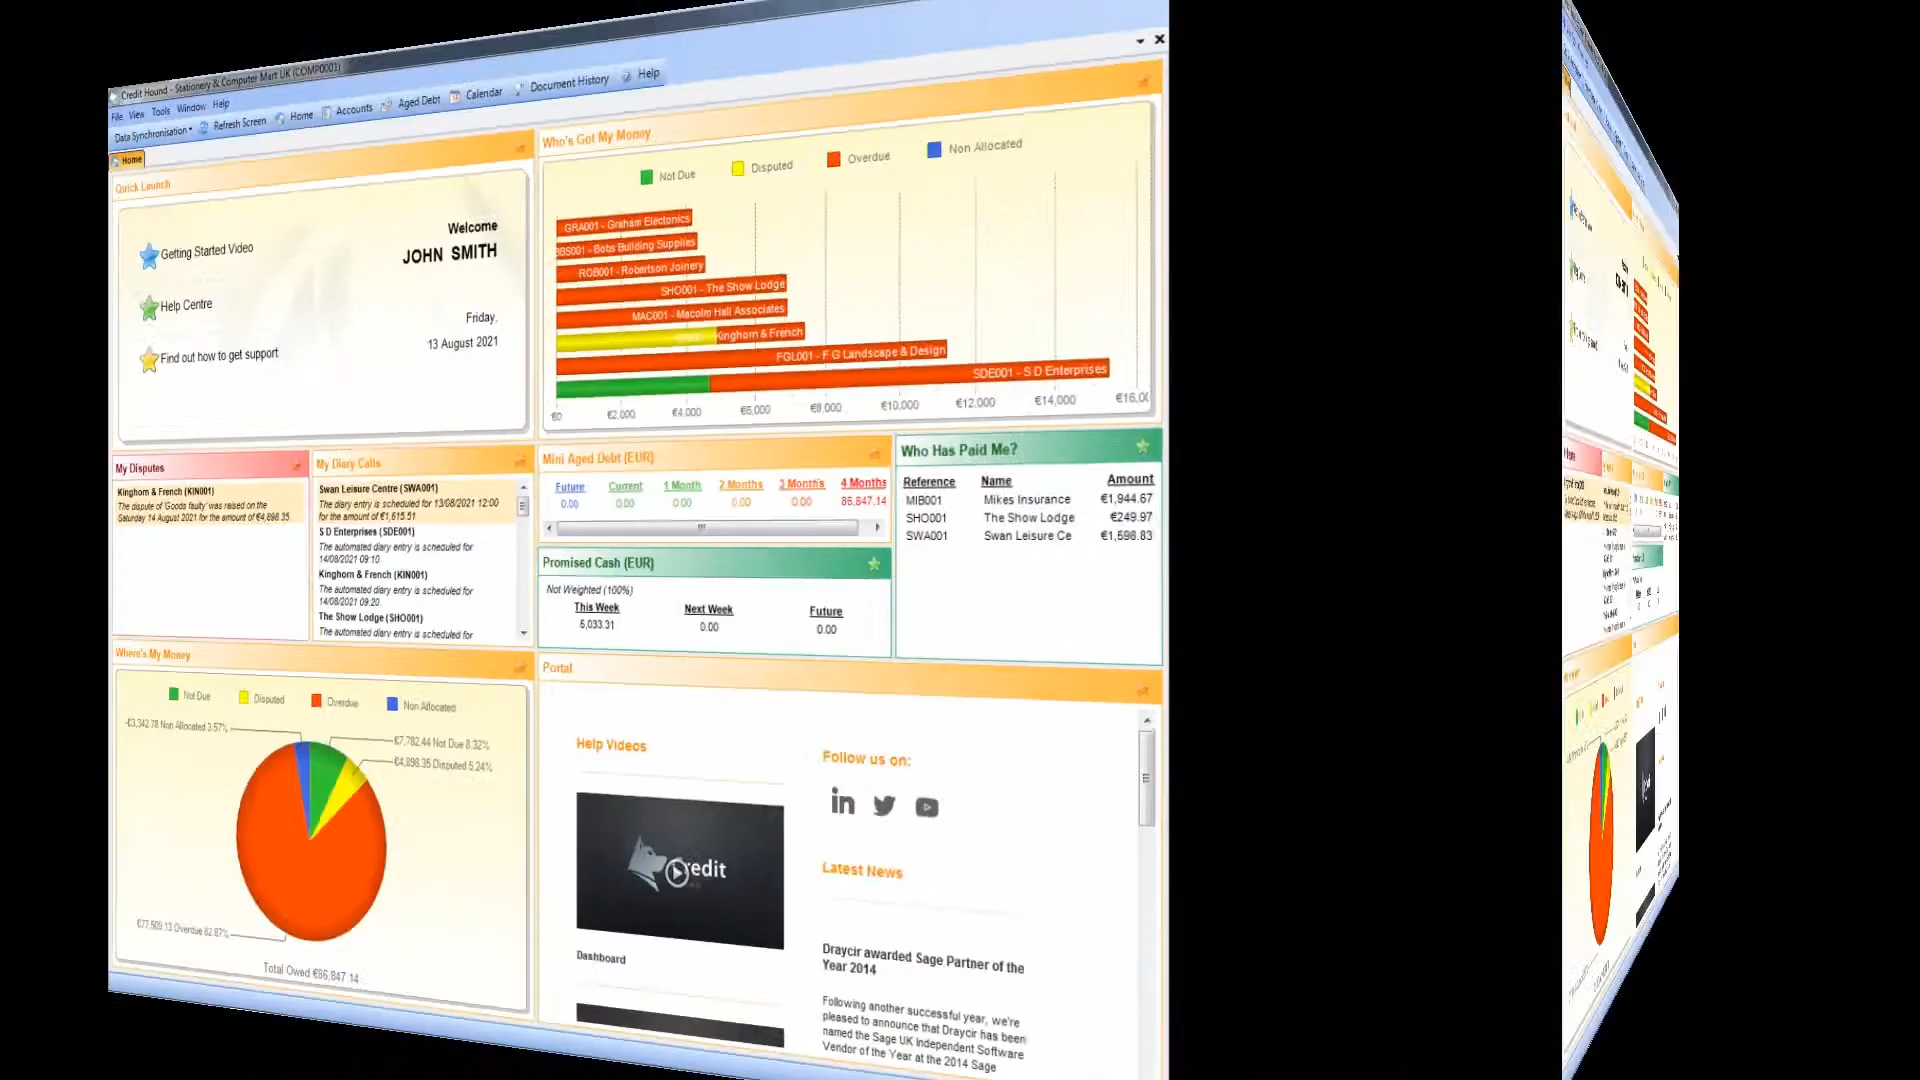 Credit Hound - Stationery & Computer Mart UK (COMP0001)
File View Tools Window Help
Data Synchronisation Refresh Screen Home Accounts Aged Debt Calendar Document History Help
Home
Quick Launch
Getting Started Video
Help Centre
Find out how to get support
Welcome
JOHN SMITH
Friday,
13 August 2021
Who's Got My Money
Not Due Disputed Overdue Non Allocated
GRA001 - Graham Electonics
BBS001 - Bobs Building Supplies
ROB001 - Robertson Joinery
SHO001 - The Show Lodge
MAC001 - Macolm Hall Associates
Kinghorn & French
FGL001 - F G Landscape & Design
SDE001 - S D Enterprises
€0 €2,000 €4,000 €6,000 €8,000 €10,000 €12,000 €14,000 €16,00
My Disputes
Kinghorn & French (KIN001)
The dispute of 'Goods faulty' was raised on the
Saturday 14 August 2021 for the amount of €4,898.35.
My Diary Calls
Swan Leisure Centre (SWA001)
The diary entry is scheduled for 13/08/2021 12:00
for the amount of €1,615.51
S D Enterprises (SDE001)
The automated diary entry is scheduled for
14/08/2021 09:10.
Kinghorn & French (KIN001)
The automated diary entry is scheduled for
14/08/2021 09:20.
The Show Lodge (SHO001)
The automated diary entry is scheduled for
Mini Aged Debt (EUR)
Future Current 1 Month 2 Months 3 Months 4 Months
0.00 0.00 0.00 0.00 0.00 86,847.14
Promised Cash (EUR)
Not Weighted (100%)
This Week Next Week Future
5,033.31 0.00 0.00
Who Has Paid Me?
Reference Name Amount
MIB001 Mikes Insurance €1,944.67
SHO001 The Show Lodge €249.97
SWA001 Swan Leisure Ce €1,598.83
Where's My Money
Not Due Disputed Overdue Non Allocated
-€3,342.78 Non Allocated 3.57%
€7,782.44 Not Due 8.32%
€4,898.35 Disputed 5.24%
€77,509.13 Overdue 82.87%
Total Owed €86,847.14
Portal
Help Videos
Credit
Dashboard
Follow us on:
Latest News
Draycir awarded Sage Partner of the
Year 2014
Following another successful year, we're
pleased to announce that Draycir has been
named the Sage UK Independent Software
Vendor of the Year at the 2014 Sage